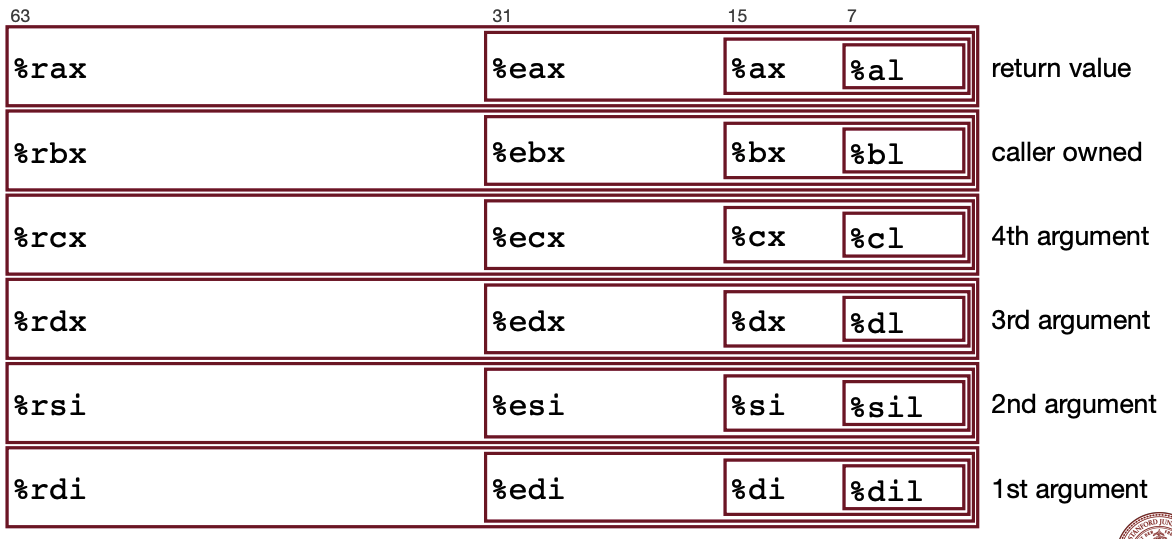 63 31 15 7
%rax %eax %ax %al return value
%rbx %ebx %bx %bl caller owned
%rcx %ecx %cx %cl 4th argument
%rdx %edx %dx %dl 3rd argument
%rsi %esi %si %sil 2nd argument
%rdi %edi %di %dil 1st argument